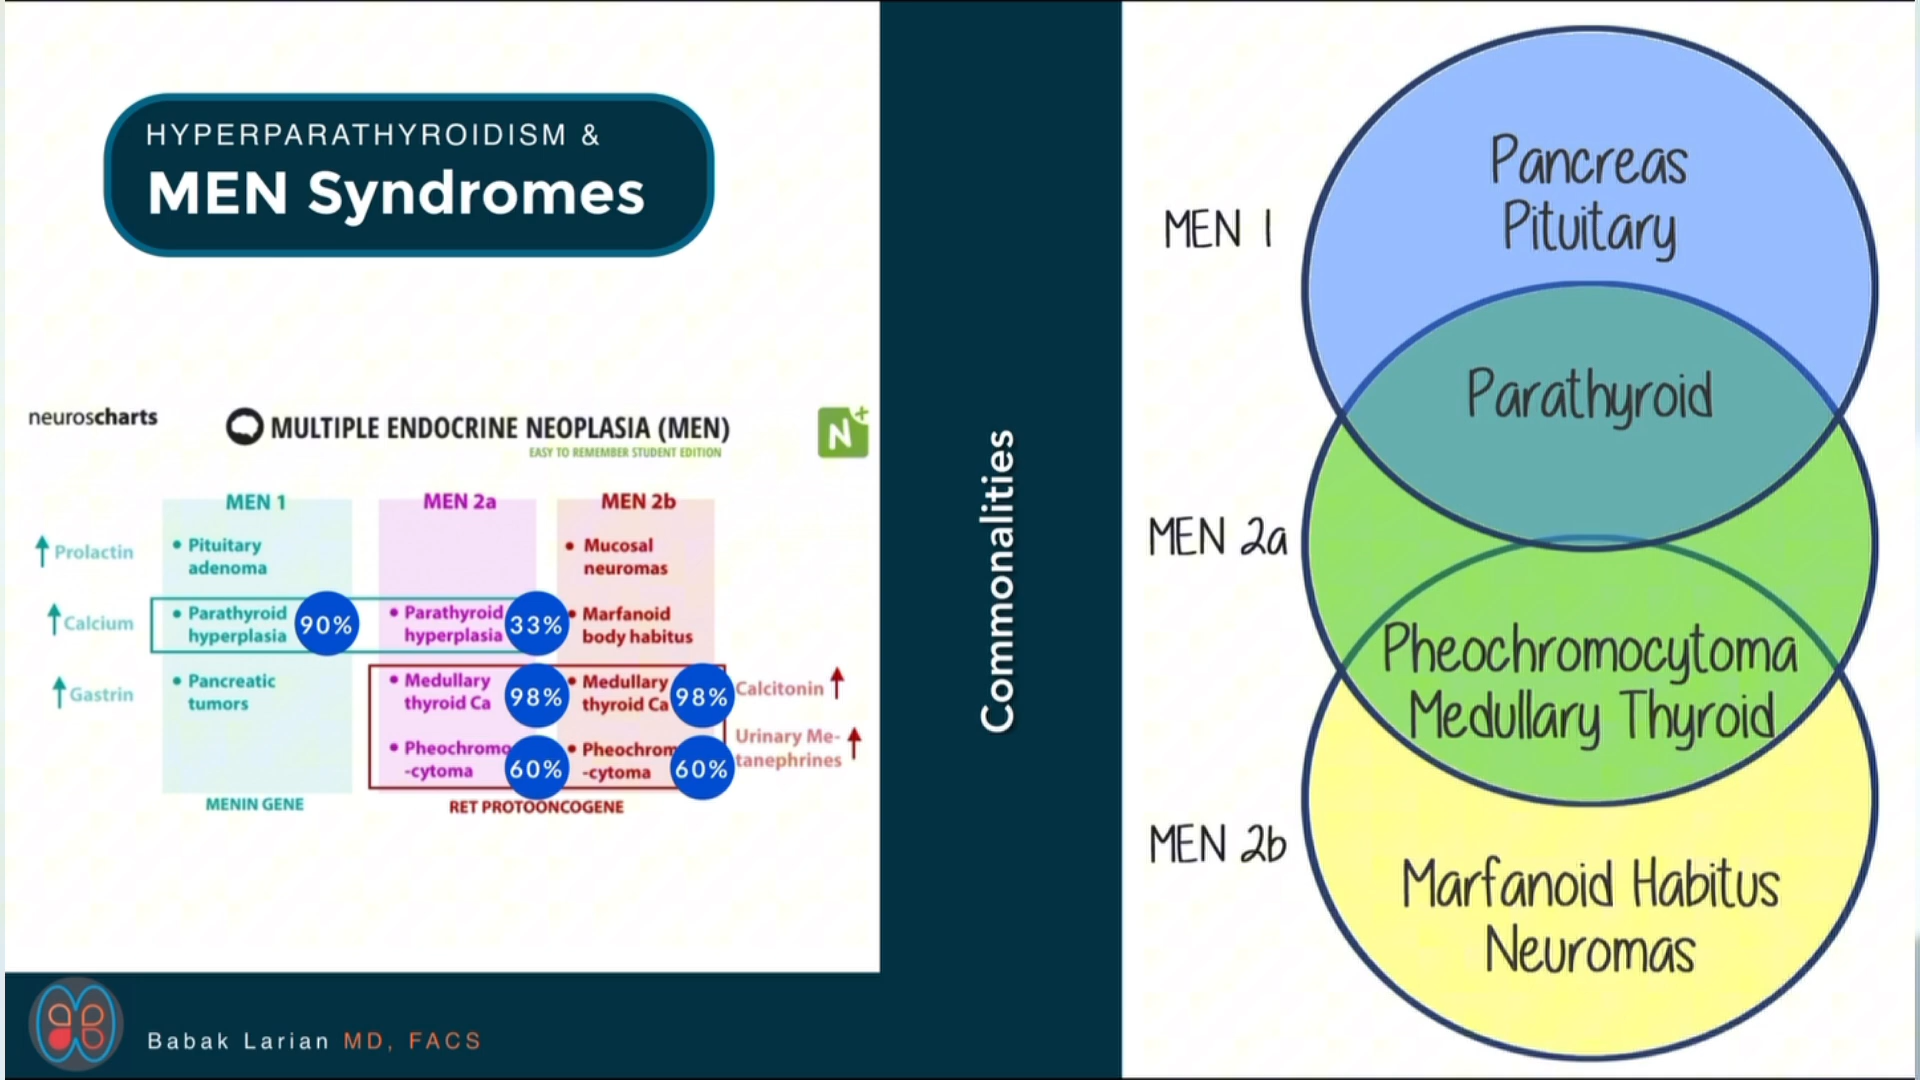 HYPERPARATHYROIDISM &
MEN Syndromes
neuroscharts
MULTIPLE ENDOCRINE NEOPLASIA (MEN)
EASY TO REMEMBER STUDENT EDITION
N+
MEN 1
Prolactin
• Pituitary
adenoma
Calcium
• Parathyroid
hyperplasia
90%
Gastrin
• Pancreatic
tumors
MENIN GENE
MEN 2a
• Parathyroid
hyperplasia
33%
• Medullary
thyroid Ca
98%
• Pheochromo
-cytoma
60%
MEN 2b
• Mucosal
neuromas
• Marfanoid
body habitus
• Medullary
thyroid Ca
98%
• Pheochrom
-cytoma
60%
RET PROTOONCOGENE
Calcitonin
Urinary Me-
tanephrines
Babak Larian MD, FACS
Commonalities
MEN 1
Pancreas
Pituitary
Parathyroid
MEN 2a
Pheochromocytoma
Medullary Thyroid
MEN 2b
Marfanoid Habitus
Neuromas